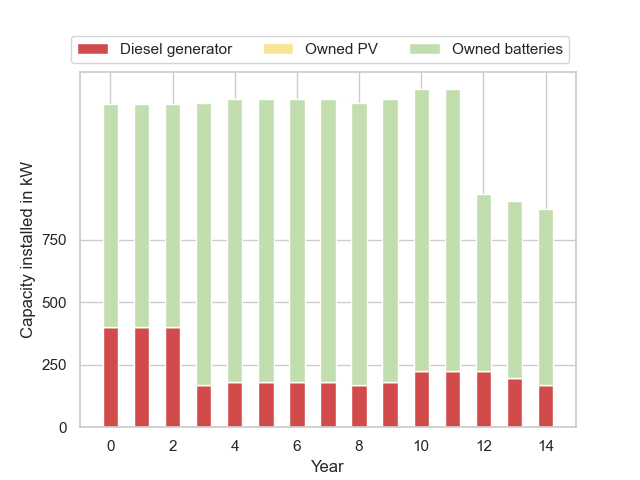 Diesel generator Owned PV Owned batteries
Capacity installed in kW
750
500
250
0
0 2 4 6 8 10 12 14
Year